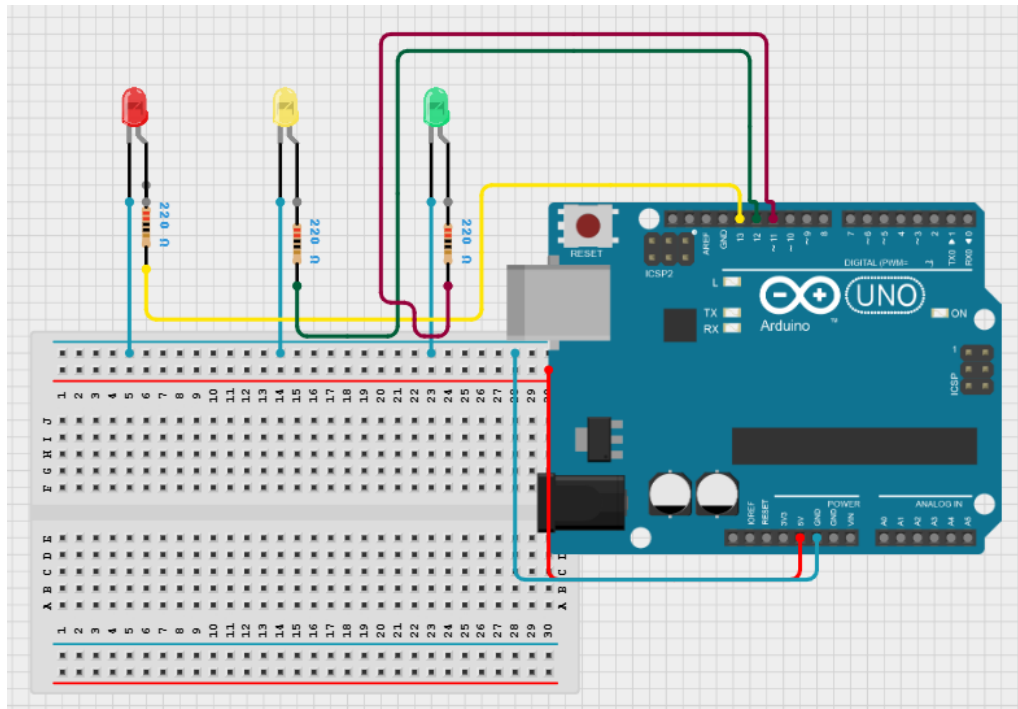 220 Ω
220 Ω
220 Ω
RESET
ICSP2
AREF
GND
13
12
~11
~10
~9
8
7
~6
~5
4
~3
2
TX0 ▶ 1
RX0 ◀ 0
DIGITAL (PWM=
L
TX
RX
Arduino
™
UNO
ON
1
ICSP
IOREF
RESET
3V3
5V
GND
GND
VIN
POWER
ANALOG IN
A0
A1
A2
A3
A4
A5
1 2 3 4 5 6 7 8 9 10 11 12 13 14 15 16 17 18 19 20 21 22 23 24 25 26 27 28 29
J
I
H
G
F
E
D
C
B
A
C
B
A
1 2 3 4 5 6 7 8 9 10 11 12 13 14 15 16 17 18 19 20 21 22 23 24 25 26 27 28 29 30